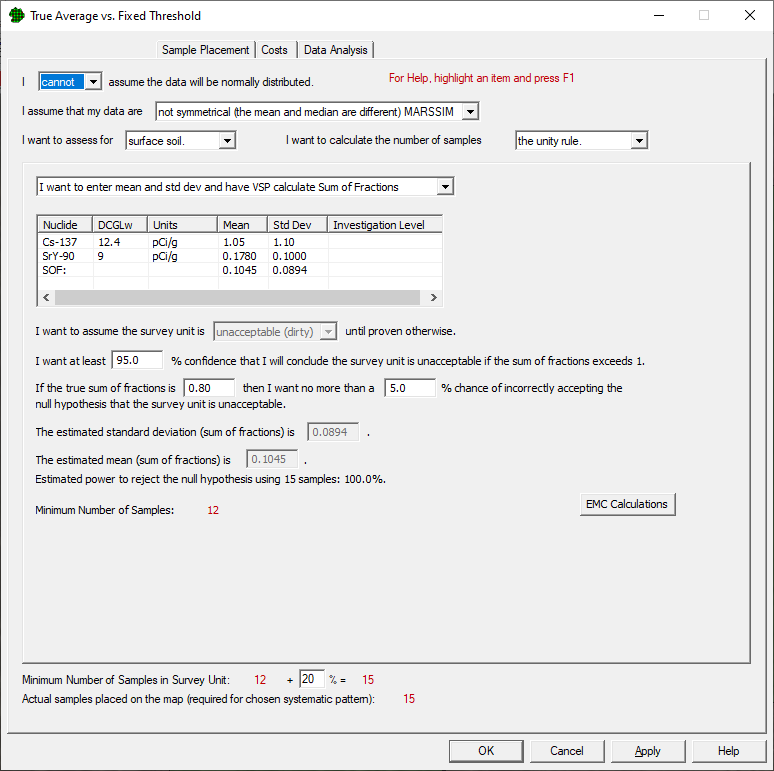 True Average vs. Fixed Threshold
Sample Placement Costs Data Analysis
I cannot assume the data will be normally distributed. For Help, highlight an item and press F1
I assume that my data are not symmetrical (the mean and median are different) MARSSIM
I want to assess for surface soil. I want to calculate the number of samples the unity rule.
I want to enter mean and std dev and have VSP calculate Sum of Fractions
Nuclide DCGLw Units Mean Std Dev Investigation Level
Cs-137 12.4 pCi/g 1.05 1.10
SrY-90 9 pCi/g 0.1780 0.1000
SOF: 0.1045 0.0894
I want to assume the survey unit is unacceptable (dirty) until proven otherwise.
I want at least 95.0 % confidence that I will conclude the survey unit is unacceptable if the sum of fractions exceeds 1.
If the true sum of fractions is 0.80 then I want no more than a 5.0 % chance of incorrectly accepting the
null hypothesis that the survey unit is unacceptable.
The estimated standard deviation (sum of fractions) is 0.0894 .
The estimated mean (sum of fractions) is 0.1045 .
Estimated power to reject the null hypothesis using 15 samples: 100.0%.
Minimum Number of Samples: 12 EMC Calculations
Minimum Number of Samples in Survey Unit: 12 + 20 % = 15
Actual samples placed on the map (required for chosen systematic pattern): 15
OK Cancel Apply Help